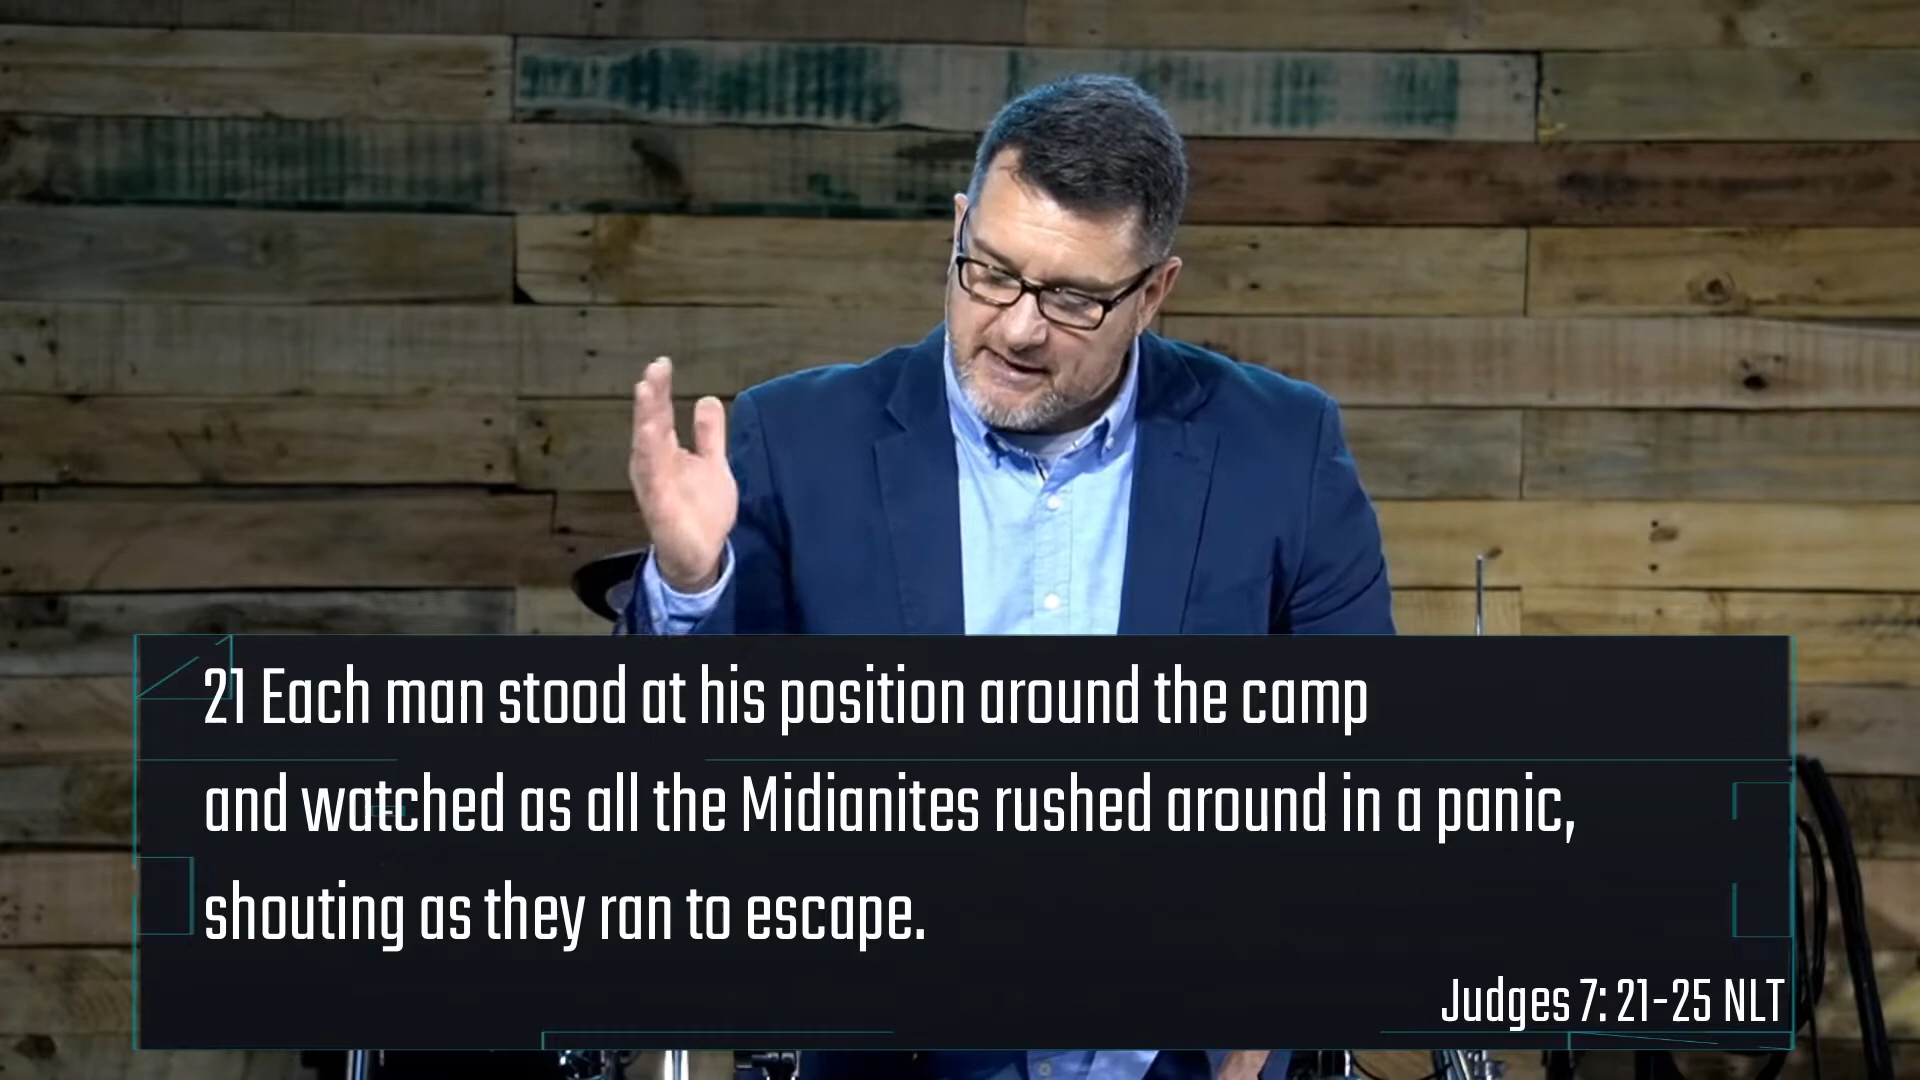 21 Each man stood at his position around the camp
and watched as all the Midianites rushed around in a panic,
shouting as they ran to escape.
Judges 7: 21-25 NLT